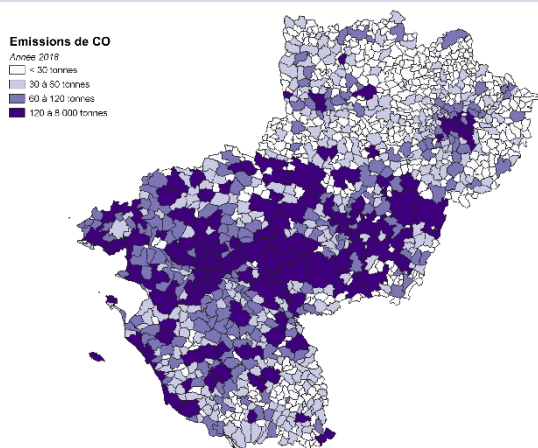 Emissions de CO
Année 2018
< 30 tonnes
30 à 60 tonnes
60 à 120 tonnes
120 à 8 000 tonnes